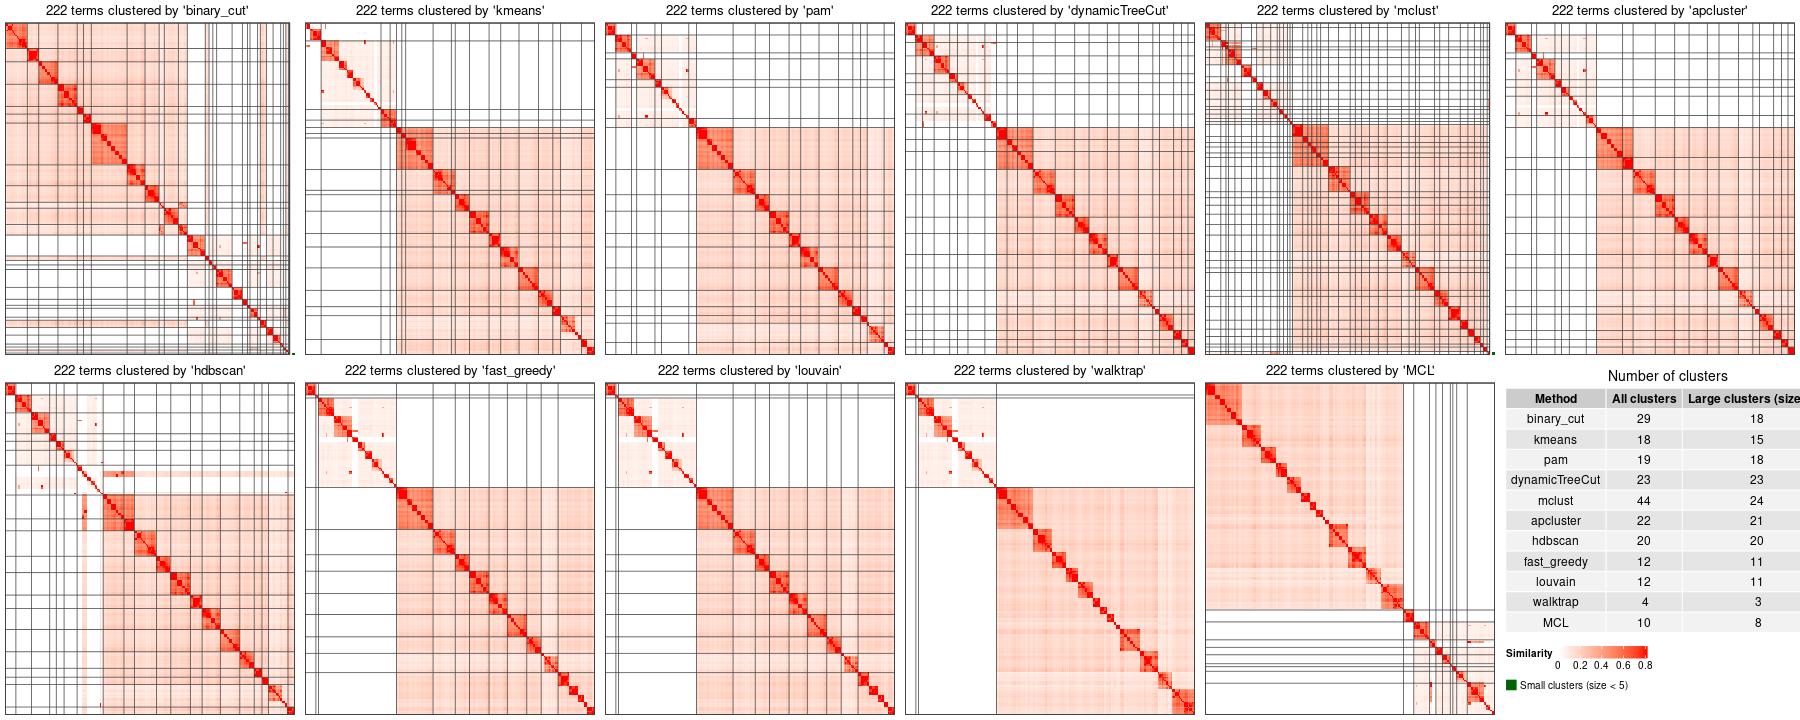 222 terms clustered by 'binary_cut'
222 terms clustered by 'kmeans'
222 terms clustered by 'pam'
222 terms clustered by 'dynamicTreeCut'
222 terms clustered by 'mclust'
222 terms clustered by 'apcluster'
222 terms clustered by 'hdbscan'
222 terms clustered by 'fast_greedy'
222 terms clustered by 'louvain'
222 terms clustered by 'walktrap'
222 terms clustered by 'MCL'
Number of clusters
Method All clusters Large clusters (size
binary_cut 29 18
kmeans 18 15
pam 19 18
dynamicTreeCut 23 23
mclust 44 24
apcluster 22 21
hdbscan 20 20
fast_greedy 12 11
louvain 12 11
walktrap 4 3
MCL 10 8
Similarity
0 0.2 0.4 0.6 0.8
Small clusters (size < 5)